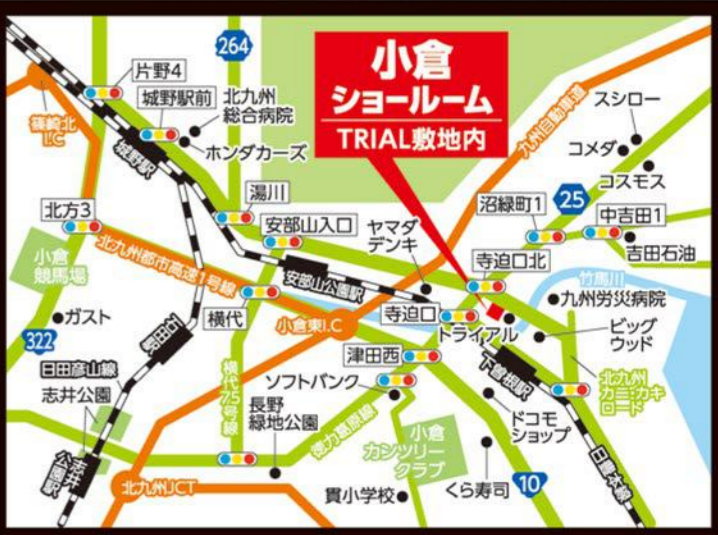 264
小倉
ショールーム
TRIAL敷地内
片野4
城野駅前
北九州
総合病院
ホンダカーズ
篠崎北
I.C
城野駅
九州自動車道
スシロー
コメダ
コスモス
湯川
25
沼緑町1
中吉田1
吉田石油
北方3
安部山入口
ヤマダ
デンキ
寺迫口北
竹馬川
小倉
競馬場
北九州都市高速1号線
安部山公園駅
九州労災病院
横代
小倉東I.C
寺迫口
トライアル
ビッグ
ウッド
ガスト
322
石田駅
津田西
下曽根駅
日田彦山線
志井公園
ソフトバンク
長野
緑地公園
徳力葛原線
北九州
カニ・カキ
ロード
小倉
カンツリー
クラブ
ドコモ
ショップ
日豊本線
志井
公園駅
北九州JCT
貫小学校
くら寿司
10